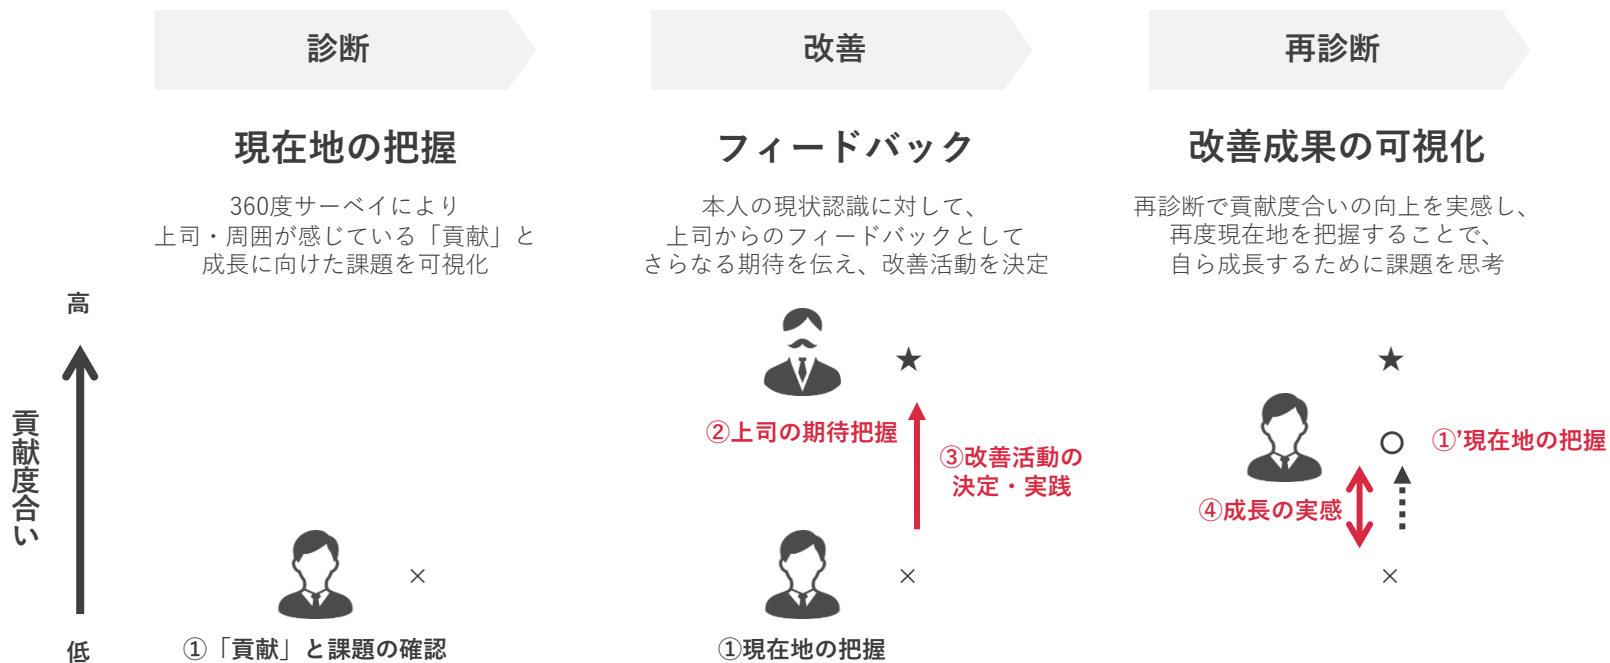 診断
改善
再診断
現在地の把握
フィードバック
改善成果の可視化
360度サーベイにより
上司・周囲が感じている「貢献」と
成長に向けた課題を可視化
本人の現状認識に対して、
上司からのフィードバックとして
さらなる期待を伝え、改善活動を決定
再診断で貢献度合いの向上を実感し、
再度現在地を把握することで、
自ら成長するために課題を思考
高
貢献度合い
低
①「貢献」と課題の確認
★
②上司の期待把握
③改善活動の
決定・実践
×
①現在地の把握
★
①’現在地の把握
④成長の実感
×
×